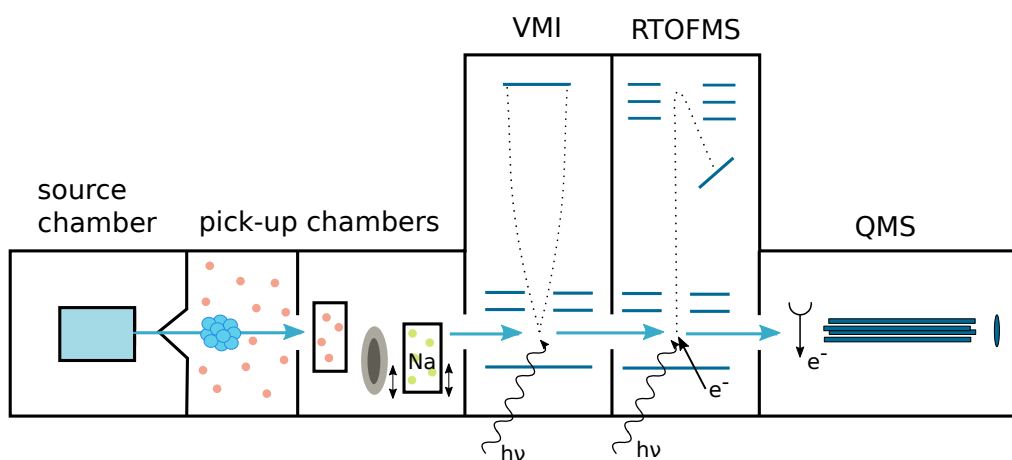 VMI
RTOFMS
source
chamber
pick-up chambers
QMS
Na
e⁻
e⁻
hν
hν